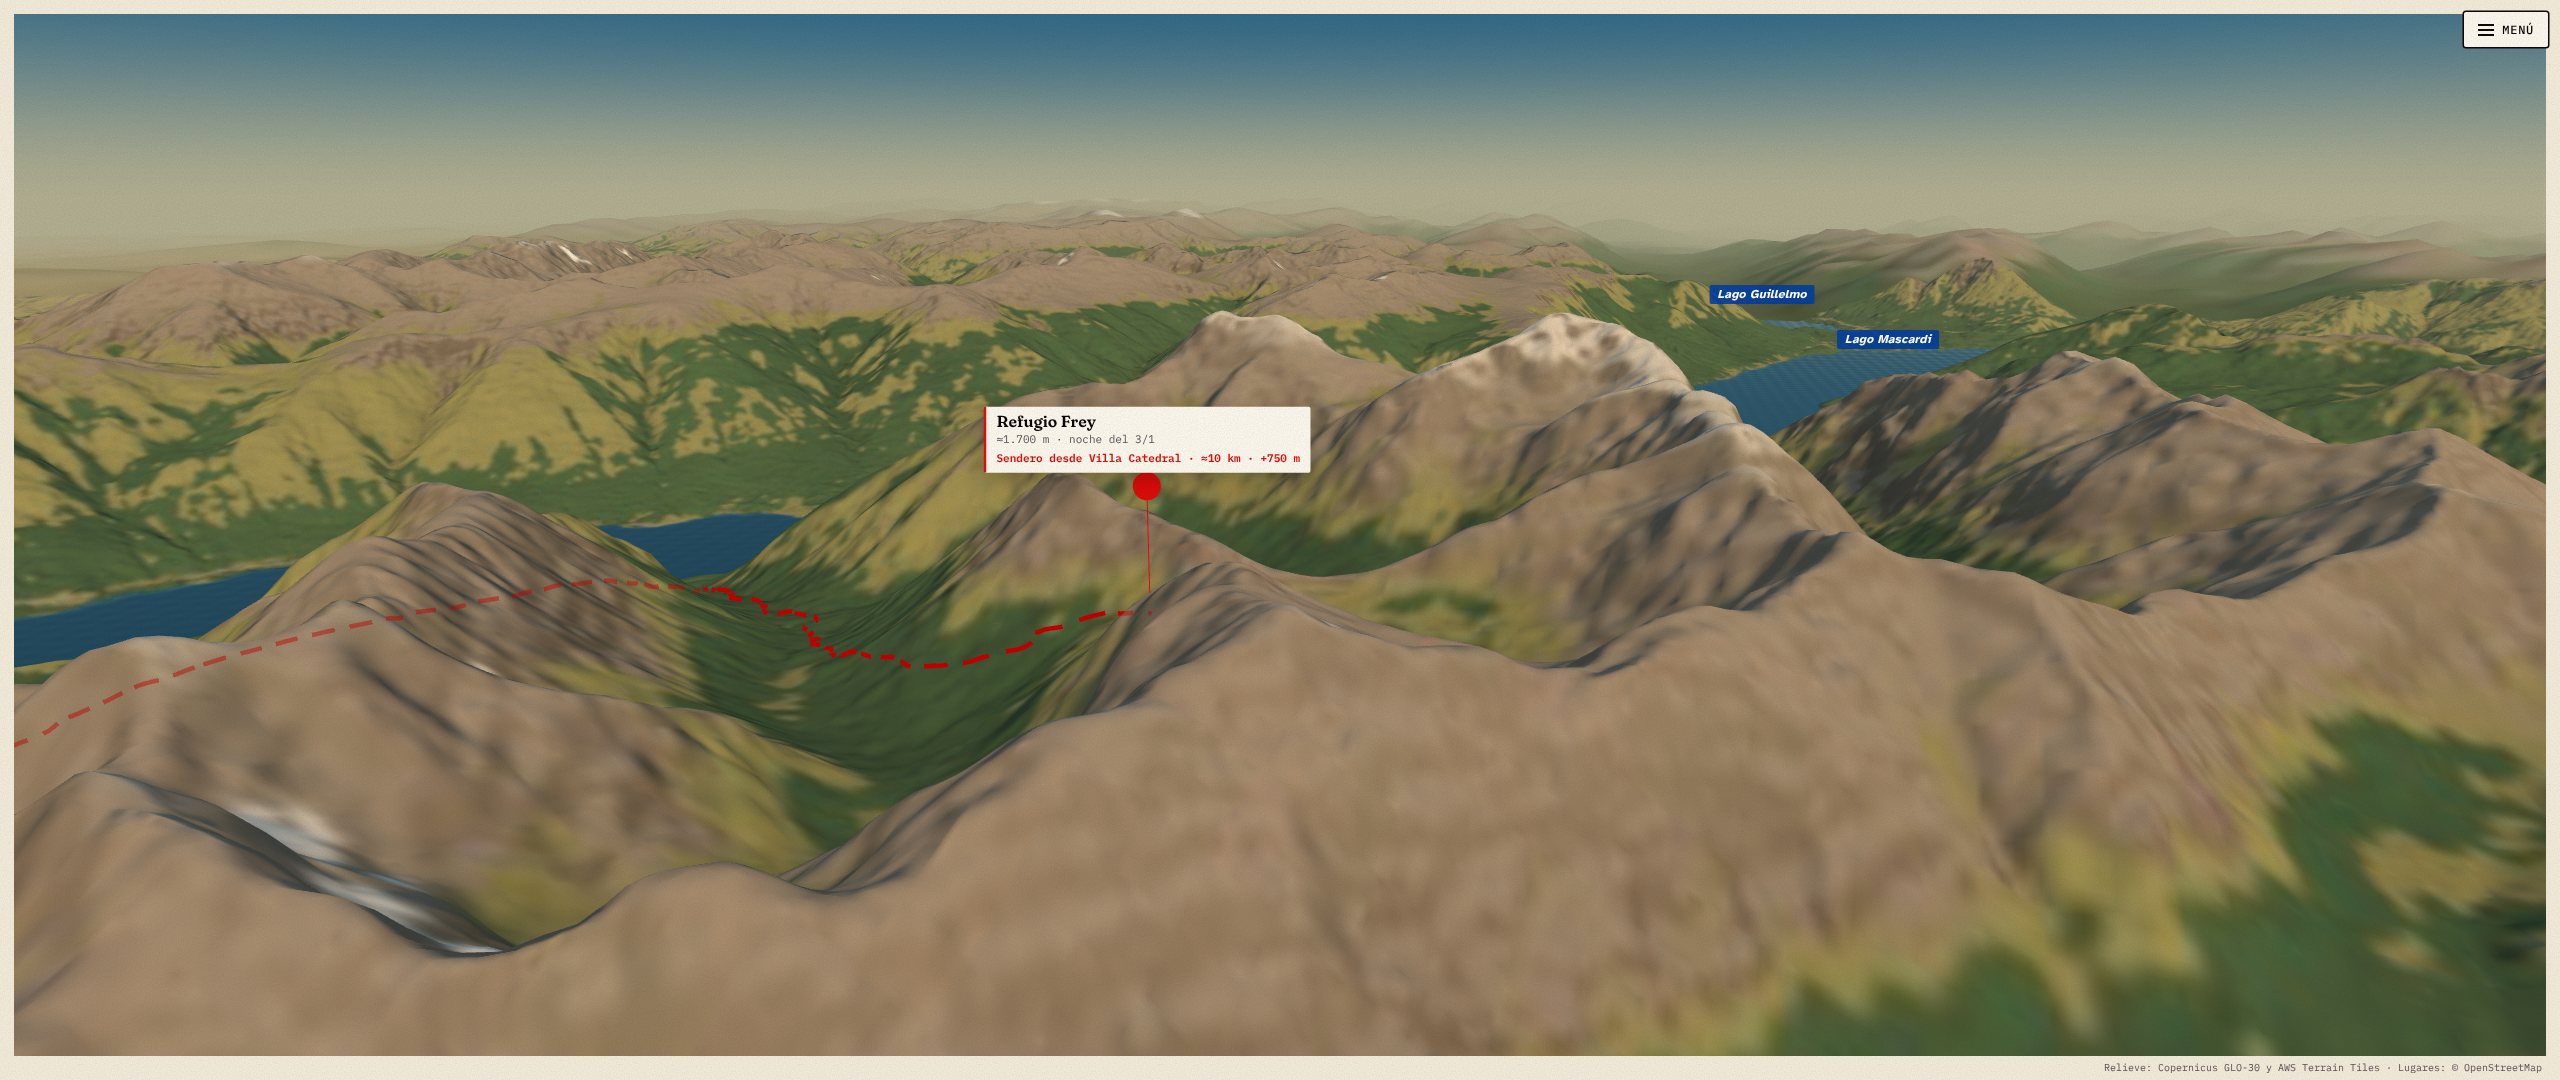 MENÚ
Lago Guillelmo
Lago Mascardi
Refugio Frey
≈1.700 m · noche del 3/1
Sendero desde Villa Catedral · ≈10 km · +750 m
Relieve: Copernicus GLO-30 y AWS Terrain Tiles · Lugares: © OpenStreetMap